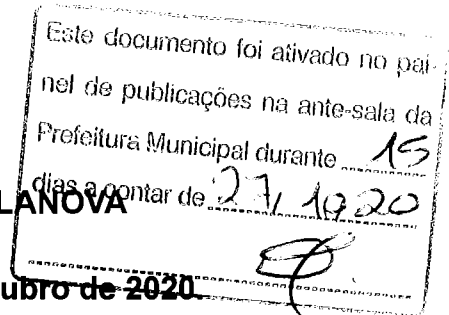 Este documento foi ativado no pai-
nel de publicações na ante-sala da
Prefeitura Municipal durante 15
dias a contar de 27, 10 20
LANOVA
ubro de 2020.